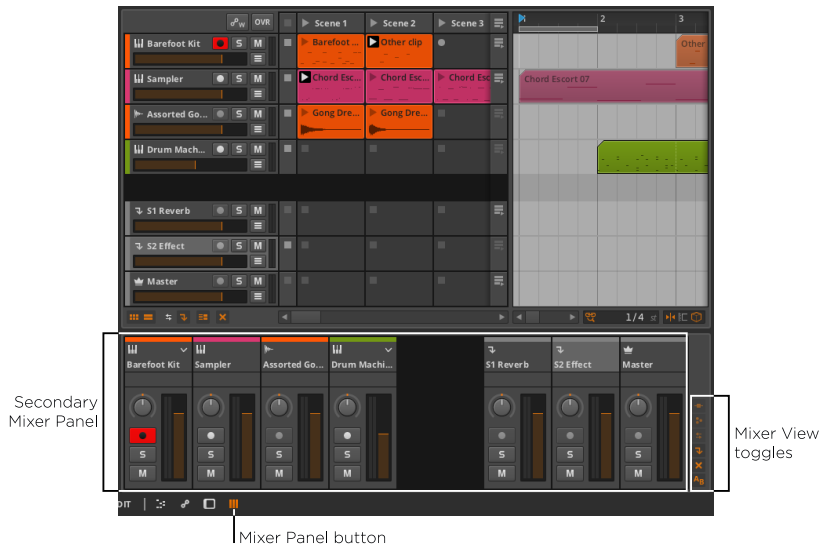 OVR
Scene 1
Scene 2
Scene 3
2
3
Barefoot Kit
S
M
Barefoot ...
Other clip
Other
Sampler
S
M
Chord Esc...
Chord Esc...
Chord Esc
Chord Escort 07
Assorted Go...
S
M
Gong Dre...
Gong Dre...
Drum Mach...
S
M
S1 Reverb
S
M
S2 Effect
S
M
Master
S
M
1/4
Barefoot Kit
Sampler
Assorted Go...
Drum Machi...
S1 Reverb
S2 Effect
Master
S
S
S
S
S
S
S
M
M
M
M
M
M
M
Secondary
Mixer Panel
Mixer View
toggles
Mixer Panel button